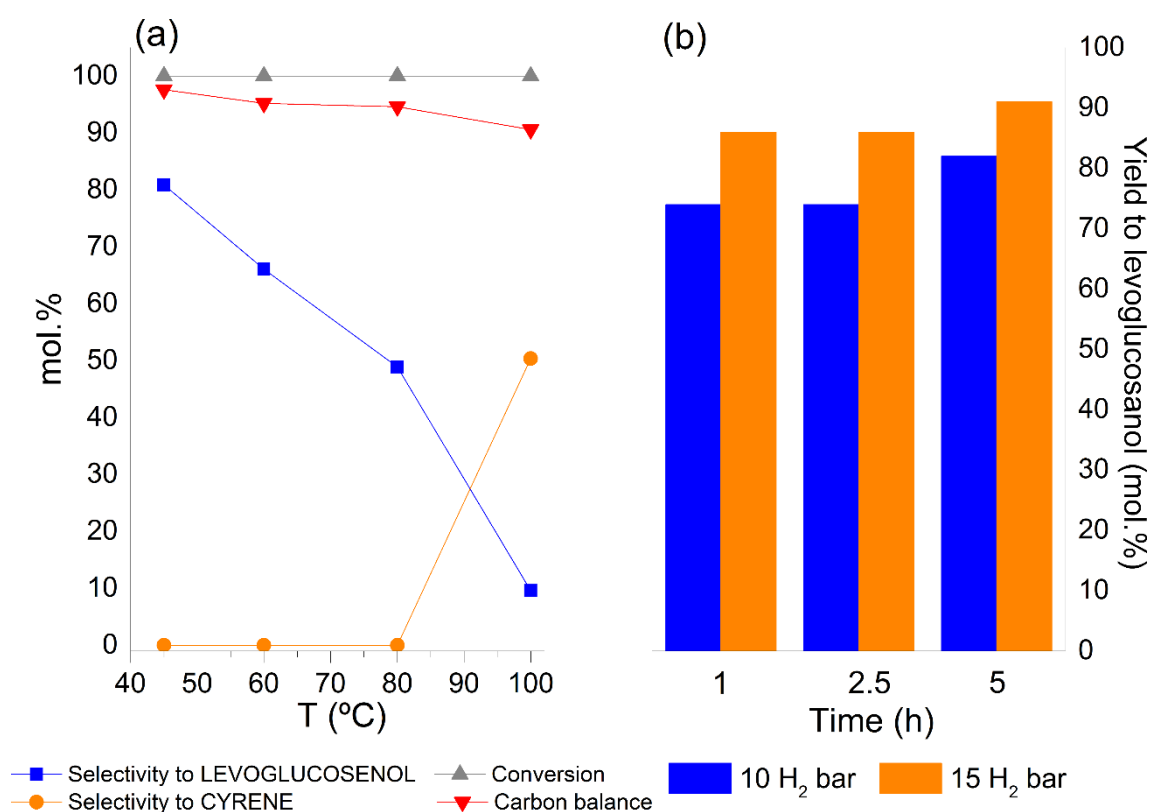 (a)
100
90
80
70
60
50
40
30
20
10
0
mol.%
40 50 60 70 80 90 100
T (ºC)
(b)
100
90
80
70
60
50
40
30
20
10
0
Yield to levoglucosanol (mol.%)
1 2.5 5
Time (h)
Selectivity to LEVOGLUCOSENOL
Selectivity to CYRENE
Conversion
Carbon balance
10 H₂ bar
15 H₂ bar